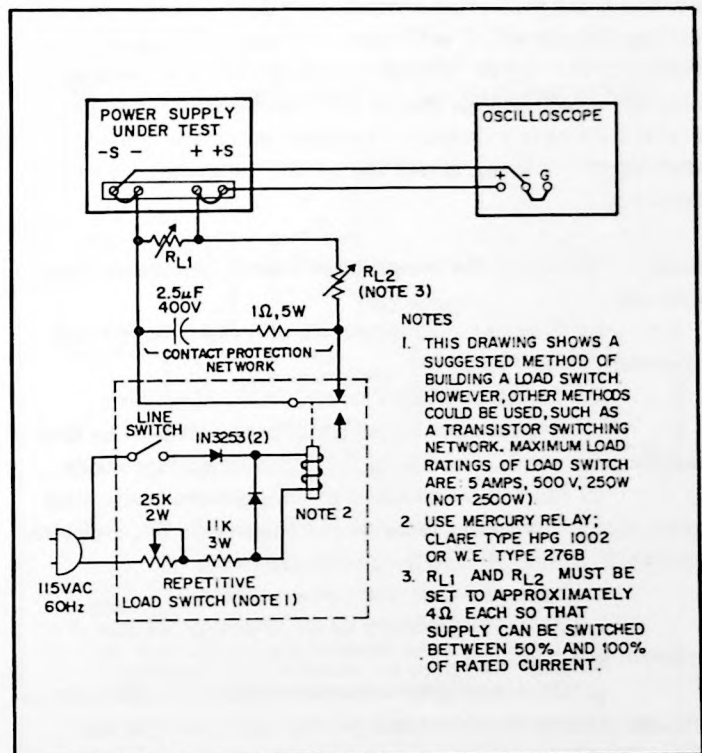 POWER SUPPLY
UNDER TEST
-S - + +S
OSCILLOSCOPE
+ - G
RL1
RL2
(NOTE 3)
2.5µF
400V
1Ω, 5W
CONTACT PROTECTION
NETWORK
LINE
SWITCH
IN3253(2)
NOTE 2
25K
2W
11K
3W
115VAC
60Hz
REPETITIVE
LOAD SWITCH (NOTE 1)
NOTES
1. THIS DRAWING SHOWS A
SUGGESTED METHOD OF
BUILDING A LOAD SWITCH.
HOWEVER, OTHER METHODS
COULD BE USED, SUCH AS
A TRANSISTOR SWITCHING
NETWORK. MAXIMUM LOAD
RATINGS OF LOAD SWITCH
ARE: 5 AMPS, 500 V, 250W
(NOT 2500W).
2. USE MERCURY RELAY;
CLARE TYPE HPG 1002
OR W.E. TYPE 276B
3. RL1 AND RL2 MUST BE
SET TO APPROXIMATELY
4Ω EACH SO THAT
SUPPLY CAN BE SWITCHED
BETWEEN 50% AND 100%
OF RATED CURRENT.